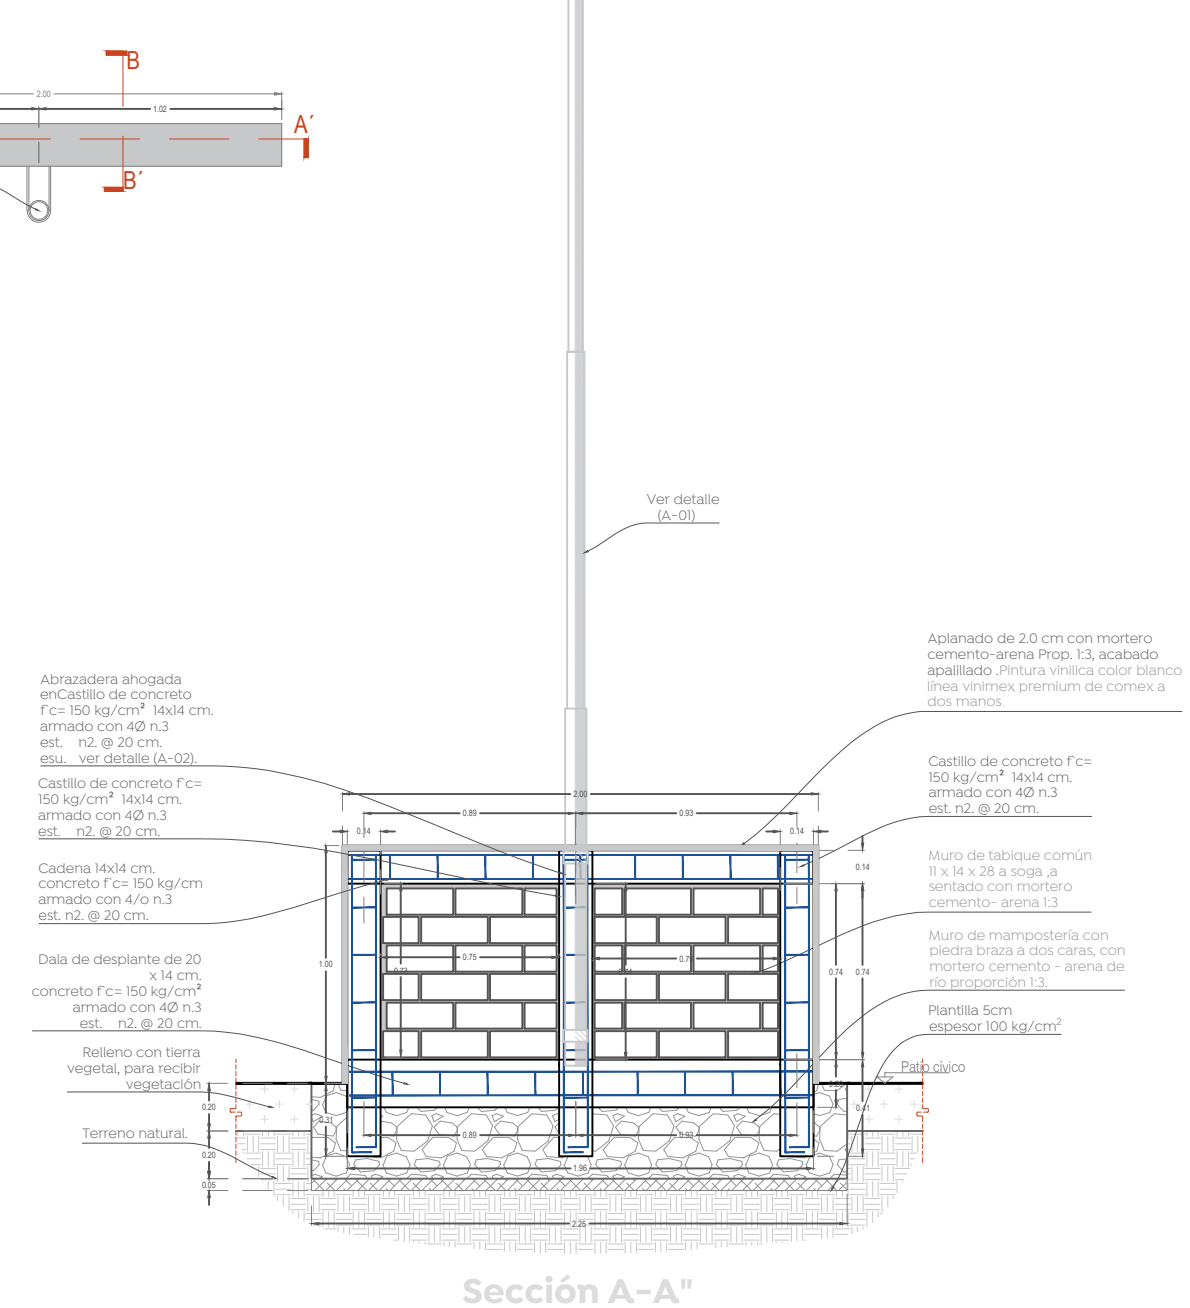 B
2.00
1.02
A´
B´
Ver detalle
(A-01)
Abrazadera ahogada
enCastillo de concreto
f´c= 150 kg/cm² 14x14 cm.
armado con 4Ø n.3
est. n2. @ 20 cm.
esu. ver detalle (A-02).
Castillo de concreto f´c=
150 kg/cm² 14x14 cm.
armado con 4Ø n.3
est. n2. @ 20 cm.
Cadena 14x14 cm.
concreto f´c= 150 kg/cm
armado con 4/o n.3
est. n2. @ 20 cm.
Dala de desplante de 20
x 14 cm.
concreto f´c= 150 kg/cm²
armado con 4Ø n.3
est. n2. @ 20 cm.
Relleno con tierra
vegetal, para recibir
vegetación
Terreno natural.
Aplanado de 2.0 cm con mortero
cemento-arena Prop. 1:3, acabado
apalillado .Pintura vinilica color blanco
línea vinimex premium de comex a
dos manos.
Castillo de concreto f´c=
150 kg/cm² 14x14 cm.
armado con 4Ø n.3
est. n2. @ 20 cm.
Muro de tabique común
11 x 14 x 28 a soga ,a
sentado con mortero
cemento- arena 1:3
Muro de mampostería con
piedra braza a dos caras, con
mortero cemento - arena de
río proporción 1:3.
Plantilla 5cm
espesor 100 kg/cm²
Patio cívico
2.00
0.89
0.93
0.14
0.14
0.14
1.00
0.75
0.74
0.74
0.20
0.31
0.41
0.89
0.93
0.20
1.96
0.05
2.25
Sección A-A"